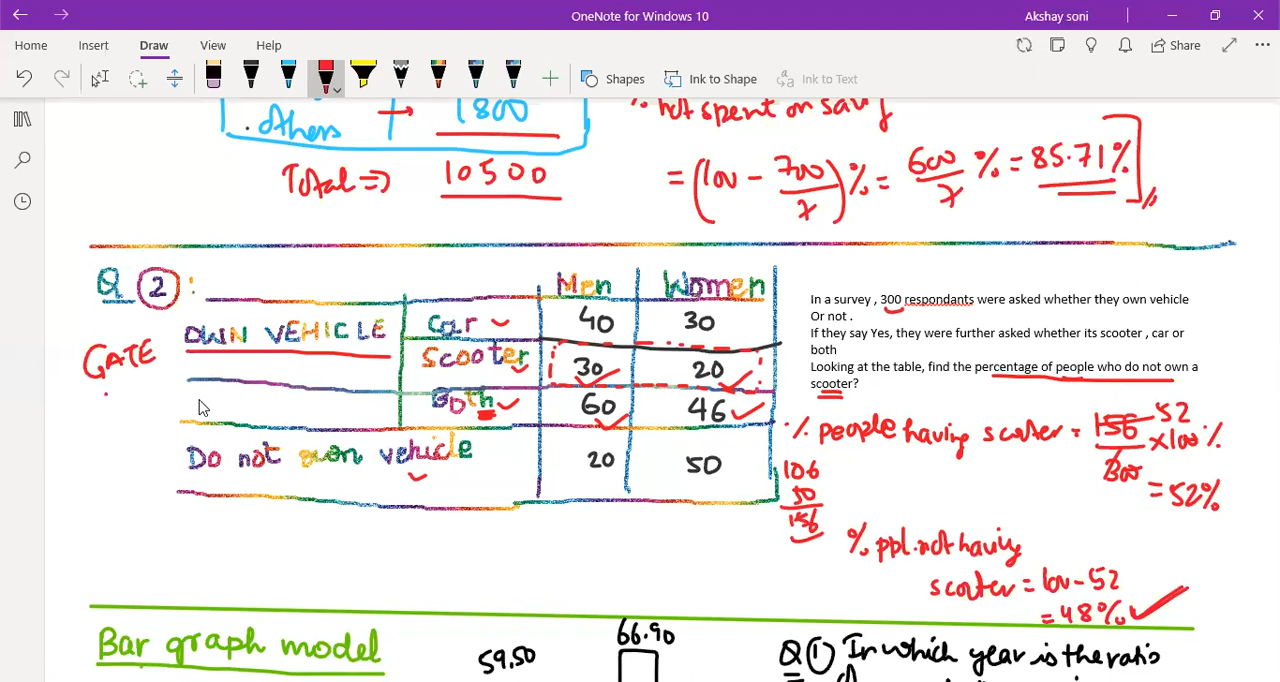 OneNote for Windows 10
Akshay soni
Home Insert Draw View Help
Share
Shapes Ink to Shape Ink to Text
others → 1800
Total => 10500
% not spent on saving
= (100 - 700/7)% = 600/7 % = 85.71%
Q 2 :
Men Women
OWN VEHICLE Car 40 30
GATE
Scooter 30 20
Both 60 46
Do not own vehicle 20 50
In a survey , 300 respondants were asked whether they own vehicle
Or not .
If they say Yes, they were further asked whether its scooter , car or
both
Looking at the table, find the percentage of people who do not own a
scooter?
% people having scooter = 156/300 52 ×100 %
= 52%
106
50
156
% ppl. not having
scooter = 100 - 52
= 48%
Bar graph model
59.50
66.90
Q 1 In which year is the ratio